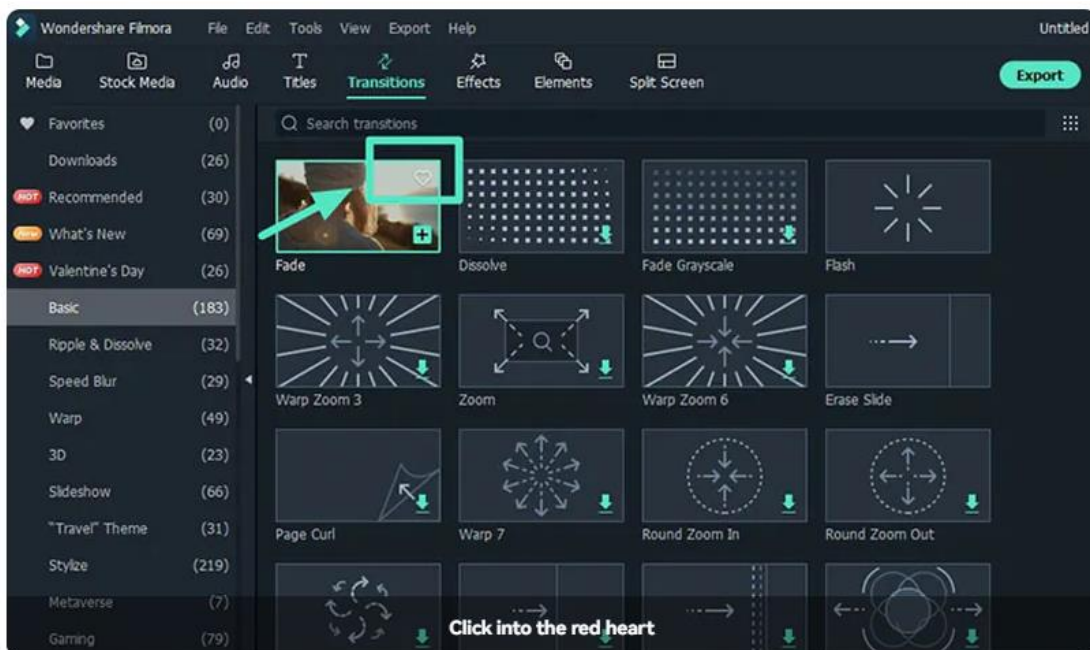 Wondershare Filmora File Edit Tools View Export Help Untitled
Media Stock Media Audio Titles Transitions Effects Elements Split Screen Export
Favorites (0)
Search transitions
Downloads (26)
HOT Recommended (30)
New What's New (69)
HOT Valentine's Day (26)
Basic (183)
Ripple & Dissolve (32)
Speed Blur (29)
Warp (49)
3D (23)
Slideshow (66)
"Travel" Theme (31)
Stylize (219)
Metaverse (7)
Gaming (79)
Fade Dissolve Fade Grayscale Flash
Warp Zoom 3 Zoom Warp Zoom 6 Erase Slide
Page Curl Warp 7 Round Zoom In Round Zoom Out
Click into the red heart